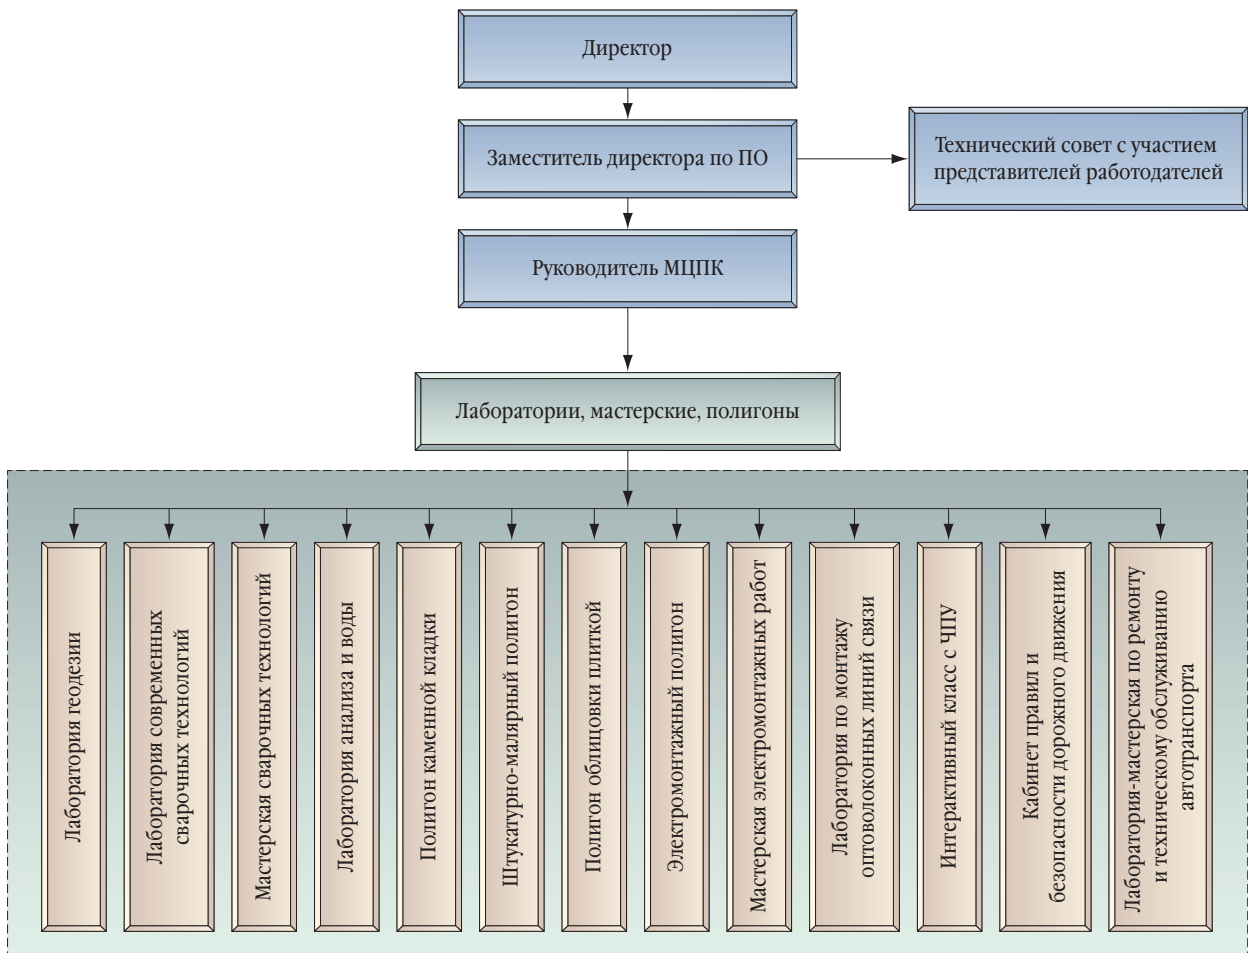 Директор
Заместитель директора по ПО
Технический совет с участием
представителей работодателей
Руководитель МЦПК
Лаборатории, мастерские, полигоны
Лаборатория геодезии
Лаборатория современных
сварочных технологий
Мастерская сварочных технологий
Лаборатория анализа и воды
Полигон каменной кладки
Штукатурно-малярный полигон
Полигон облицовки плиткой
Электромонтажный полигон
Мастерская электромонтажных работ
Лаборатория по монтажу
оптоволоконных линий связи
Интерактивный класс с ЧПУ
Кабинет правил и
безопасности дорожного движения
Лаборатория-мастерская по ремонту
и техническому обслуживанию
автотранспорта